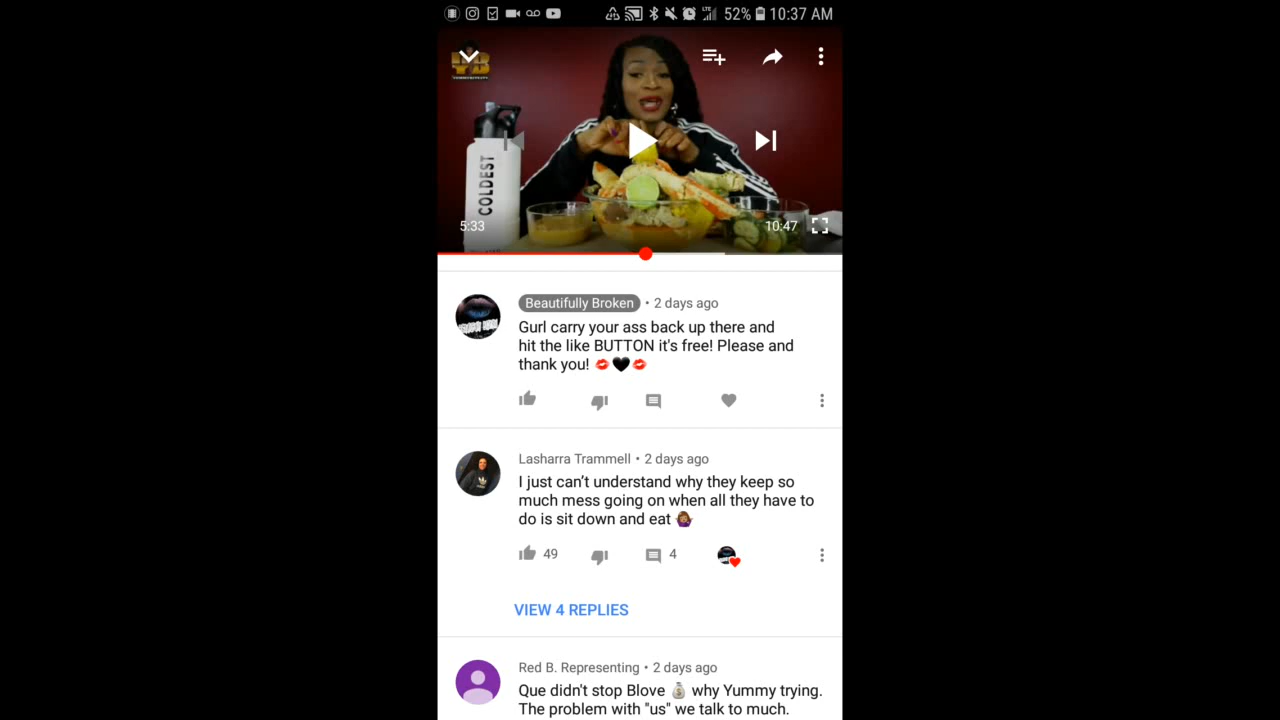 LTE 52% 10:37 AM
COLDEST
5:33 10:47
Beautifully Broken • 2 days ago
Gurl carry your ass back up there and
hit the like BUTTON it's free! Please and
thank you! 💋🖤💋
Lasharra Trammell • 2 days ago
I just can’t understand why they keep so
much mess going on when all they have to
do is sit down and eat 🤷🏾‍♀️
49 4
VIEW 4 REPLIES
Red B. Representing • 2 days ago
Que didn't stop Blove 💰 why Yummy trying.
The problem with "us" we talk to much.